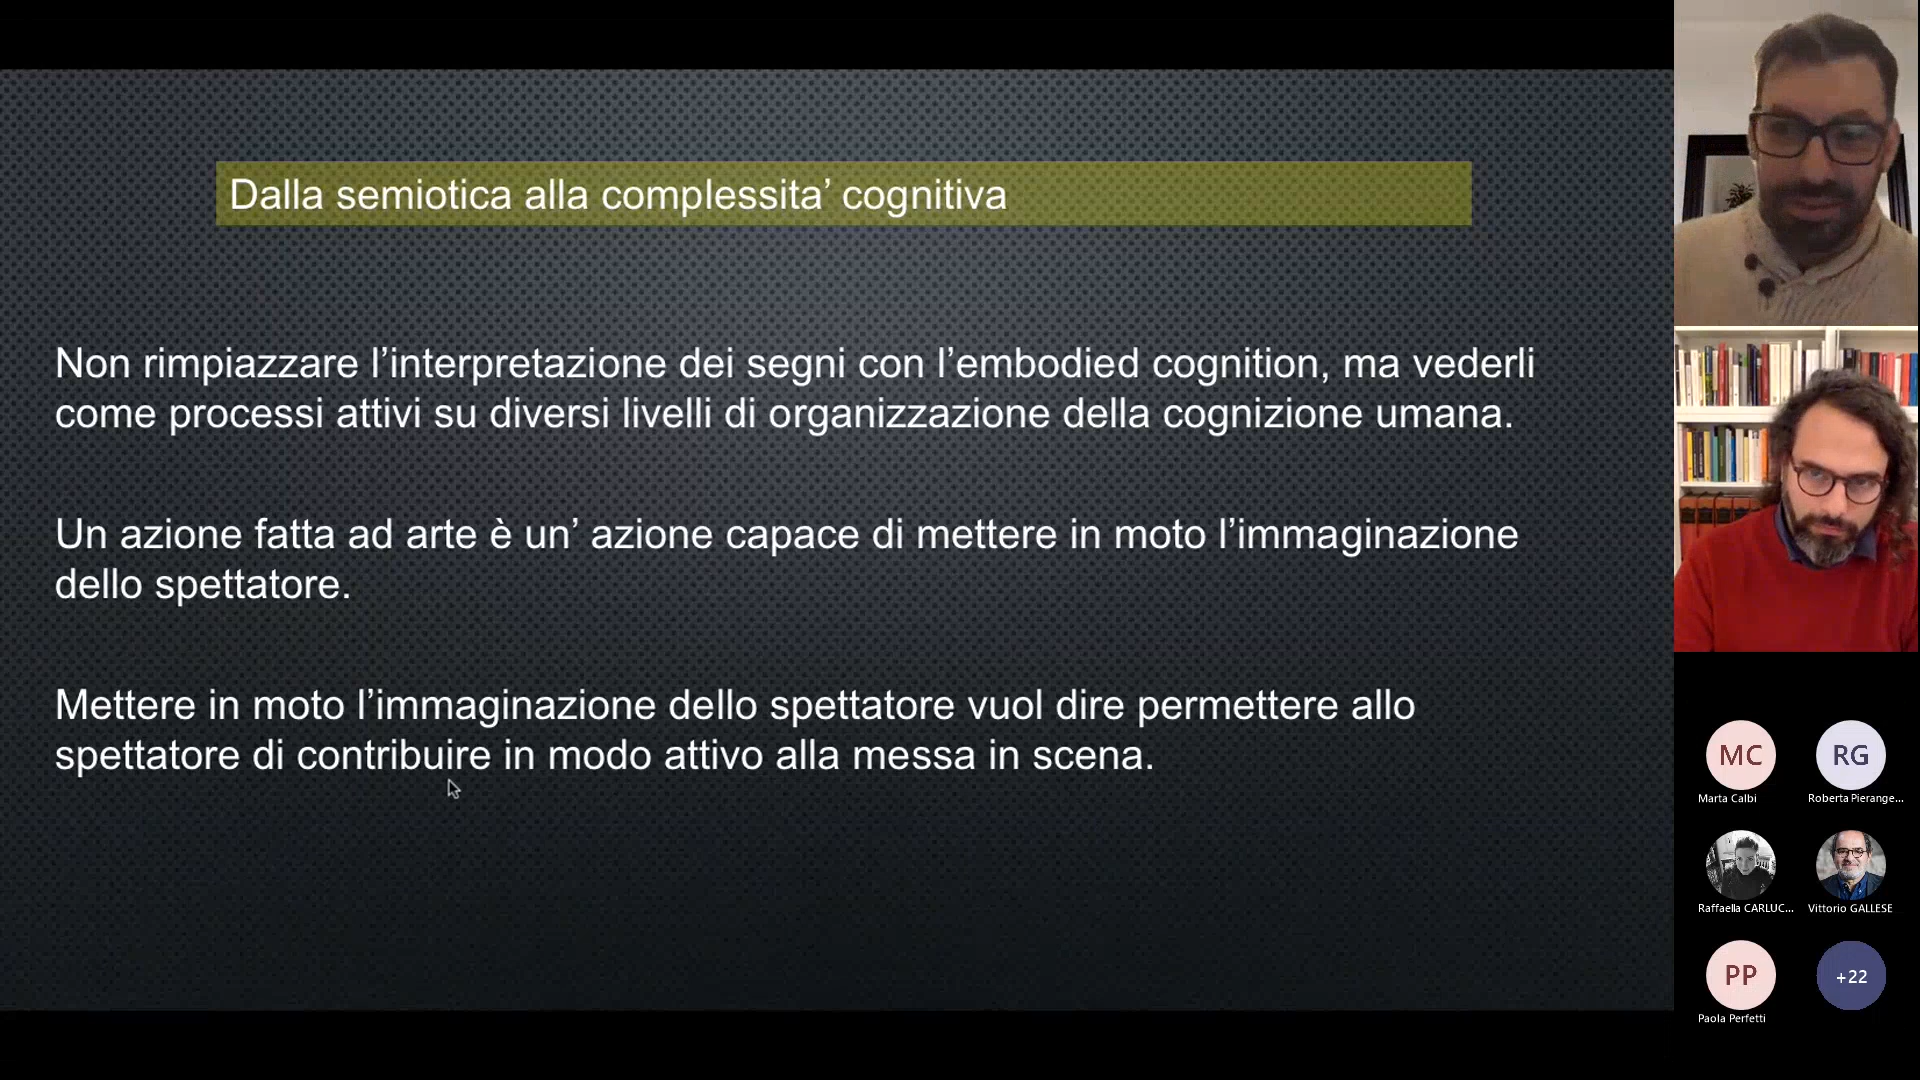 Dalla semiotica alla complessita’ cognitiva
Non rimpiazzare l’interpretazione dei segni con l’embodied cognition, ma vederli
come processi attivi su diversi livelli di organizzazione della cognizione umana.
Un azione fatta ad arte è un’ azione capace di mettere in moto l’immaginazione
dello spettatore.
Mettere in moto l’immaginazione dello spettatore vuol dire permettere allo
spettatore di contribuire in modo attivo alla messa in scena.
MC
RG
Marta Calbi
Roberta Pierange...
Raffaella CARLUC...
Vittorio GALLESE
PP
+22
Paola Perfetti